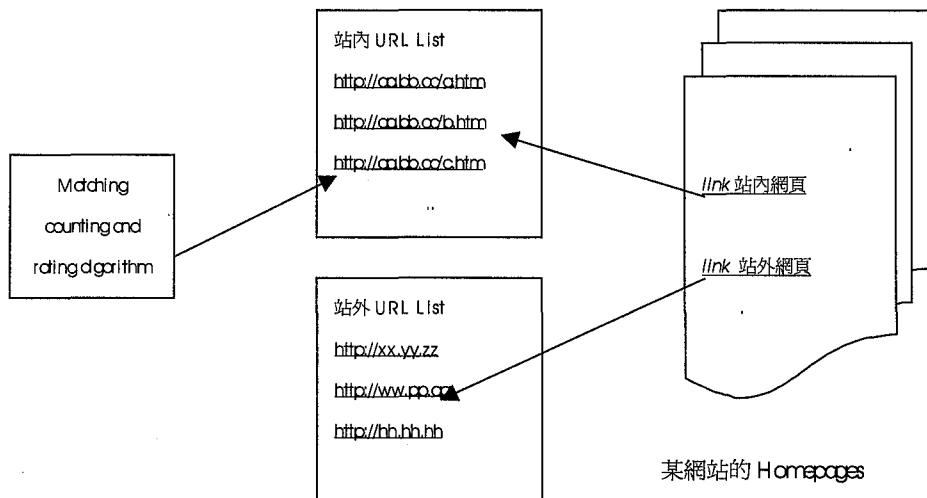 站內 URL List
http://aa.bb.cc/a.htm
http://aa.bb.cc/b.htm
http://aa.bb.cc/c.htm
..
Matching
counting and
rating algorithm
link 站內網頁
link 站外網頁
站外 URL List
http://xx.yy.zz
http://ww.pp.qq
http://hh.hh.hh
某網站的 Homepages